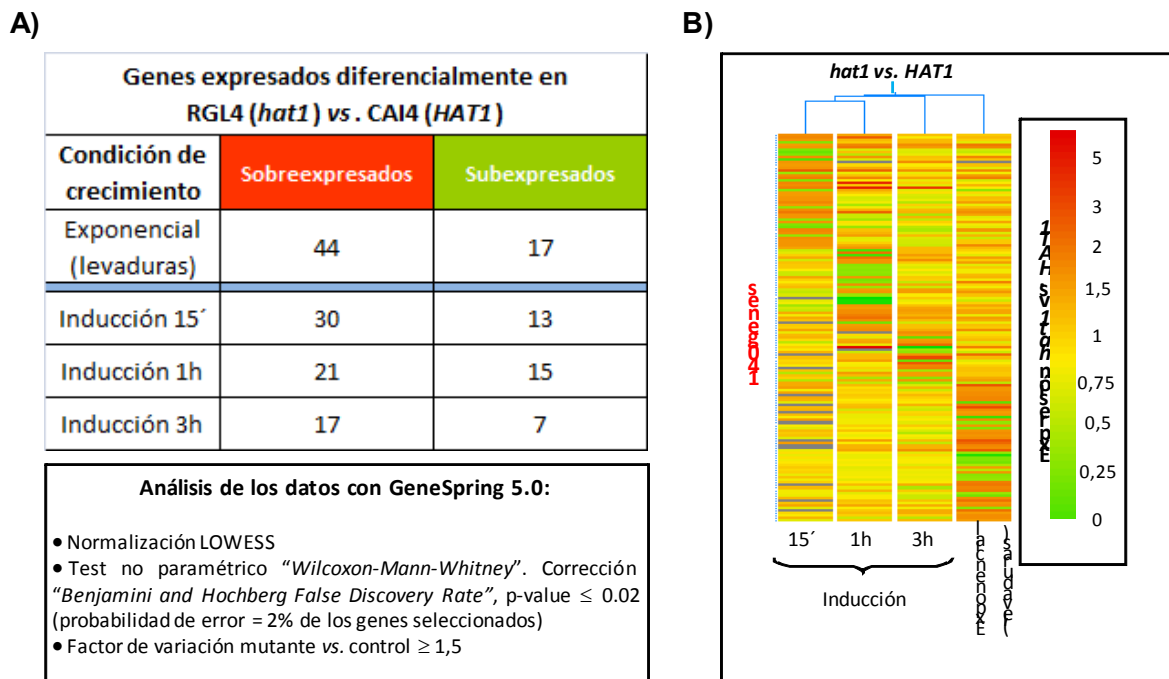 A)
Genes expresados diferencialmente en
RGL4 (hat1) vs. CAI4 (HAT1)
Condición de
crecimiento
Sobreexpresados
Subexpresados
Exponencial
(levaduras)
44
17
Inducción 15´
30
13
Inducción 1h
21
15
Inducción 3h
17
7
Análisis de los datos con GeneSpring 5.0:
• Normalización LOWESS
• Test no paramétrico “Wilcoxon-Mann-Whitney”. Corrección
“Benjamini and Hochberg False Discovery Rate”, p-value ≤ 0.02
(probabilidad de error = 2% de los genes seleccionados)
• Factor de variación mutante vs. control ≥ 1,5
B)
hat1 vs. HAT1
140 genes
15´
1h
3h
Inducción
Exponencial
(levaduras)
5
3
2
1,5
1
0,75
0,5
0,25
0
Expresión hat1 vs. HAT1